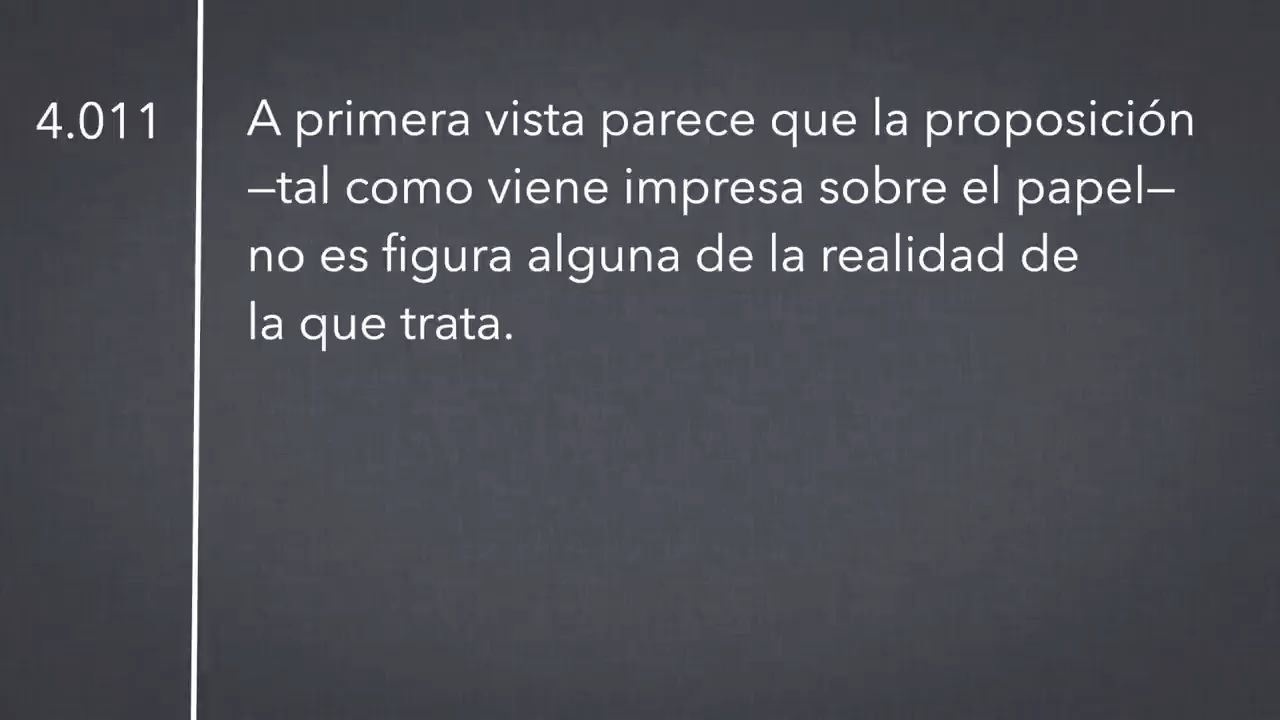 4.011 A primera vista parece que la proposición
—tal como viene impresa sobre el papel—
no es figura alguna de la realidad de
la que trata.